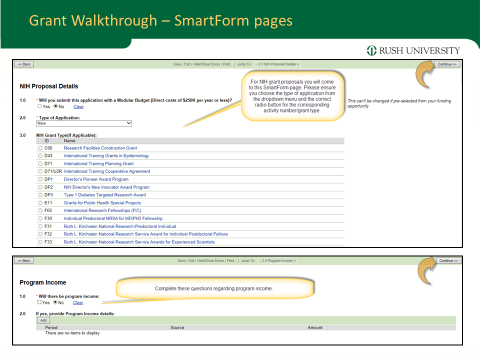 Grant Walkthrough – SmartForm pages
RUSH UNIVERSITY
<< Back
Save | Exit | Hide/Show Errors | Print... | Jump To: - 2.1 NIH Proposal Details -
Continue >>
For NIH grant proposals you will come
to this SmartForm page. Please ensure
you choose the type of application from
the dropdown menu and the correct
radio button for the corresponding
activity number/grant type.
NIH Proposal Details
1.0 * Will you submit this application with a Modular Budget (Direct costs of $250K per year or less)?
Yes No Clear
This can't be changed if pre-selected from your funding
opportunity
2.0 * Type of Application:
New
3.0 NIH Grant Type(If Applicable):
ID Name
C06 Research Facilities Construction Grant
D43 International Training Grants in Epidemiology
D71 International Training Planning Grant
D71/U2R International Training Cooperative Agreement
DP1 Director's Pioneer Award Program
DP2 NIH Director's New Innovator Award Program
DP3 Type 1 Diabetes Targeted Research Award
E11 Grants for Public Health Special Projects
F05 International Research Fellowships (FIC)
F30 Individual Predoctoral NRSA for MD/PHD Fellowship
F31 Ruth L. Kirchstein National Research-Predoctoral Individual
F32 Ruth L. Kirchstein National Research Service Award for Individual Postdoctoral Fellows
F33 Ruth L. Kirchstein National Research Service Awards for Experienced Scientists
<< Back
Save | Exit | Hide/Show Errors | Print... | Jump To:
Continue >>
Program Income
Complete these questions regarding program income.
1.0 * Will there be program income:
Yes No Clear
2.0 If yes, provide Program Income details:
Add
Period Source Amount
There are no items to display